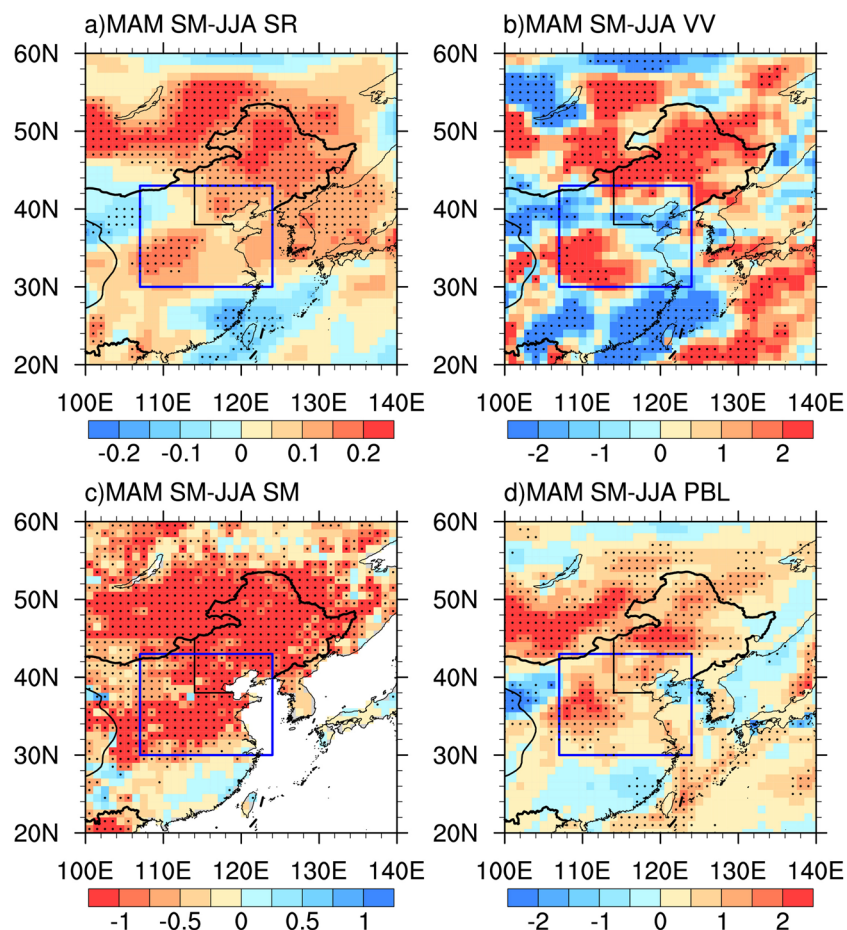 a)MAM SM-JJA SR
60N
50N
40N
30N
20N
100E 110E 120E 130E 140E
-0.2 -0.1 0 0.1 0.2
b)MAM SM-JJA VV
60N
50N
40N
30N
20N
100E 110E 120E 130E 140E
-2 -1 0 1 2
c)MAM SM-JJA SM
60N
50N
40N
30N
20N
100E 110E 120E 130E 140E
-1 -0.5 0 0.5 1
d)MAM SM-JJA PBL
60N
50N
40N
30N
20N
100E 110E 120E 130E 140E
-2 -1 0 1 2